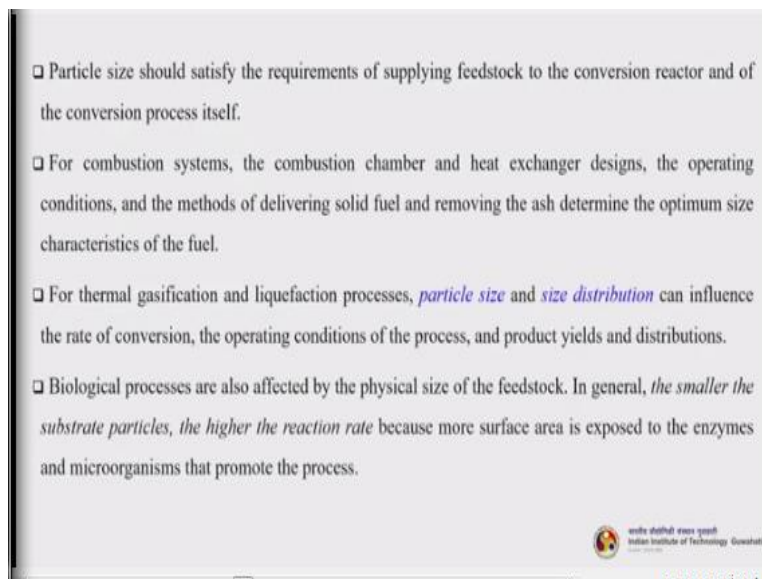 ❑ Particle size should satisfy the requirements of supplying feedstock to the conversion reactor and of
the conversion process itself.
❑ For combustion systems, the combustion chamber and heat exchanger designs, the operating
conditions, and the methods of delivering solid fuel and removing the ash determine the optimum size
characteristics of the fuel.
❑ For thermal gasification and liquefaction processes, particle size and size distribution can influence
the rate of conversion, the operating conditions of the process, and product yields and distributions.
❑ Biological processes are also affected by the physical size of the feedstock. In general, the smaller the
substrate particles, the higher the reaction rate because more surface area is exposed to the enzymes
and microorganisms that promote the process.
Indian Institute of Technology Guwahati